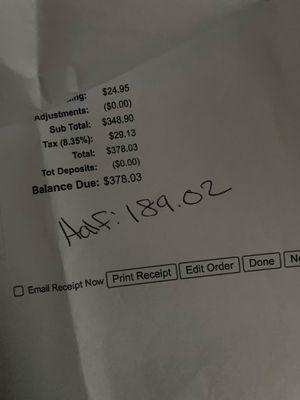 $24.95
Adjustments: ($0.00)
Sub Total: $348.90
Tax (8.35%): $29.13
Total: $378.03
Tot Deposits: ($0.00)
Balance Due: $378.03
Half: 189.02
Email Receipt Now Print Receipt Edit Order Done